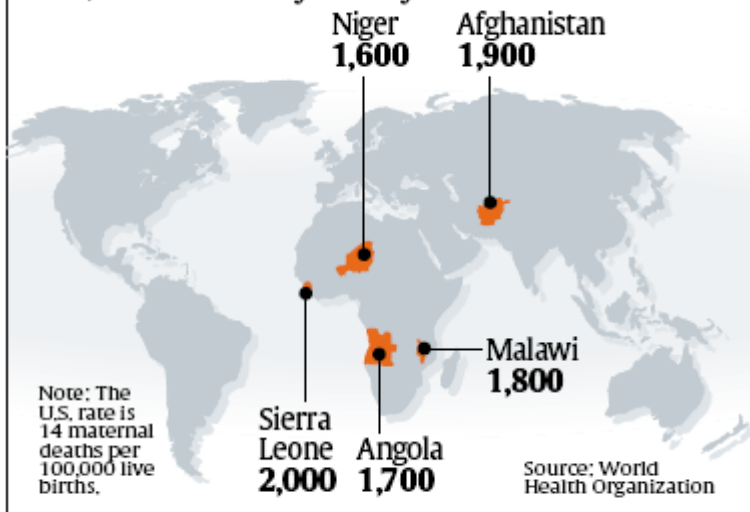 Niger
1,600
Afghanistan
1,900
Malawi
1,800
Sierra
Leone
2,000
Angola
1,700
Note: The
U.S. rate is
14 maternal
deaths per
100,000 live
births.
Source: World
Health Organization